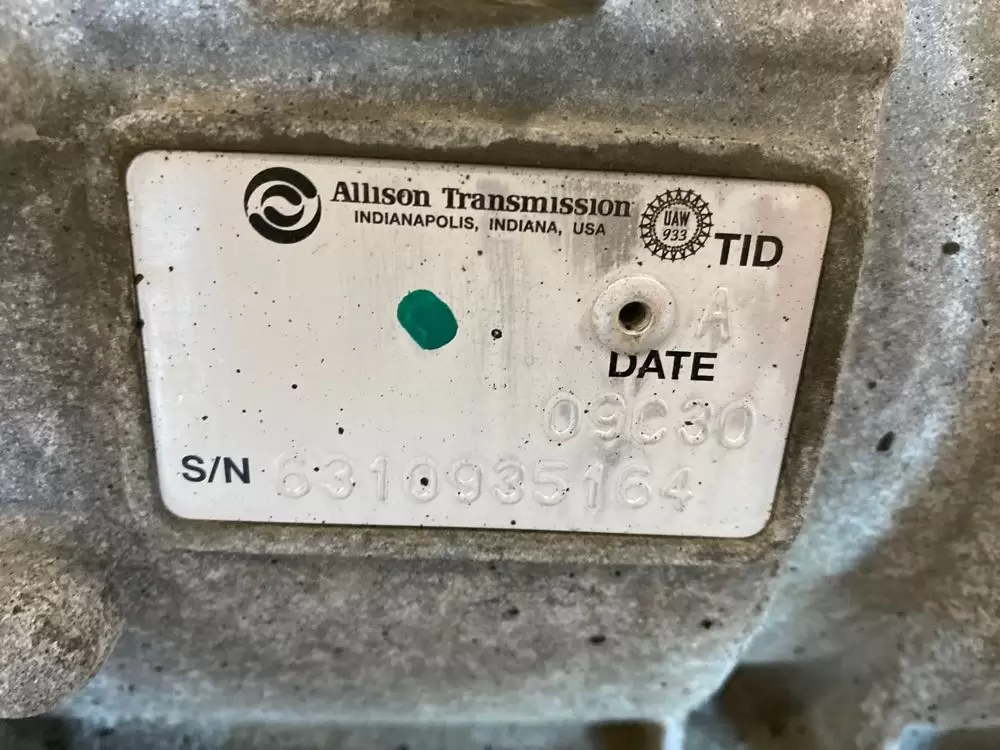 Allison Transmission
INDIANAPOLIS, INDIANA, USA
UAW
933
TID
A
DATE
09C30
S/N 6310935164